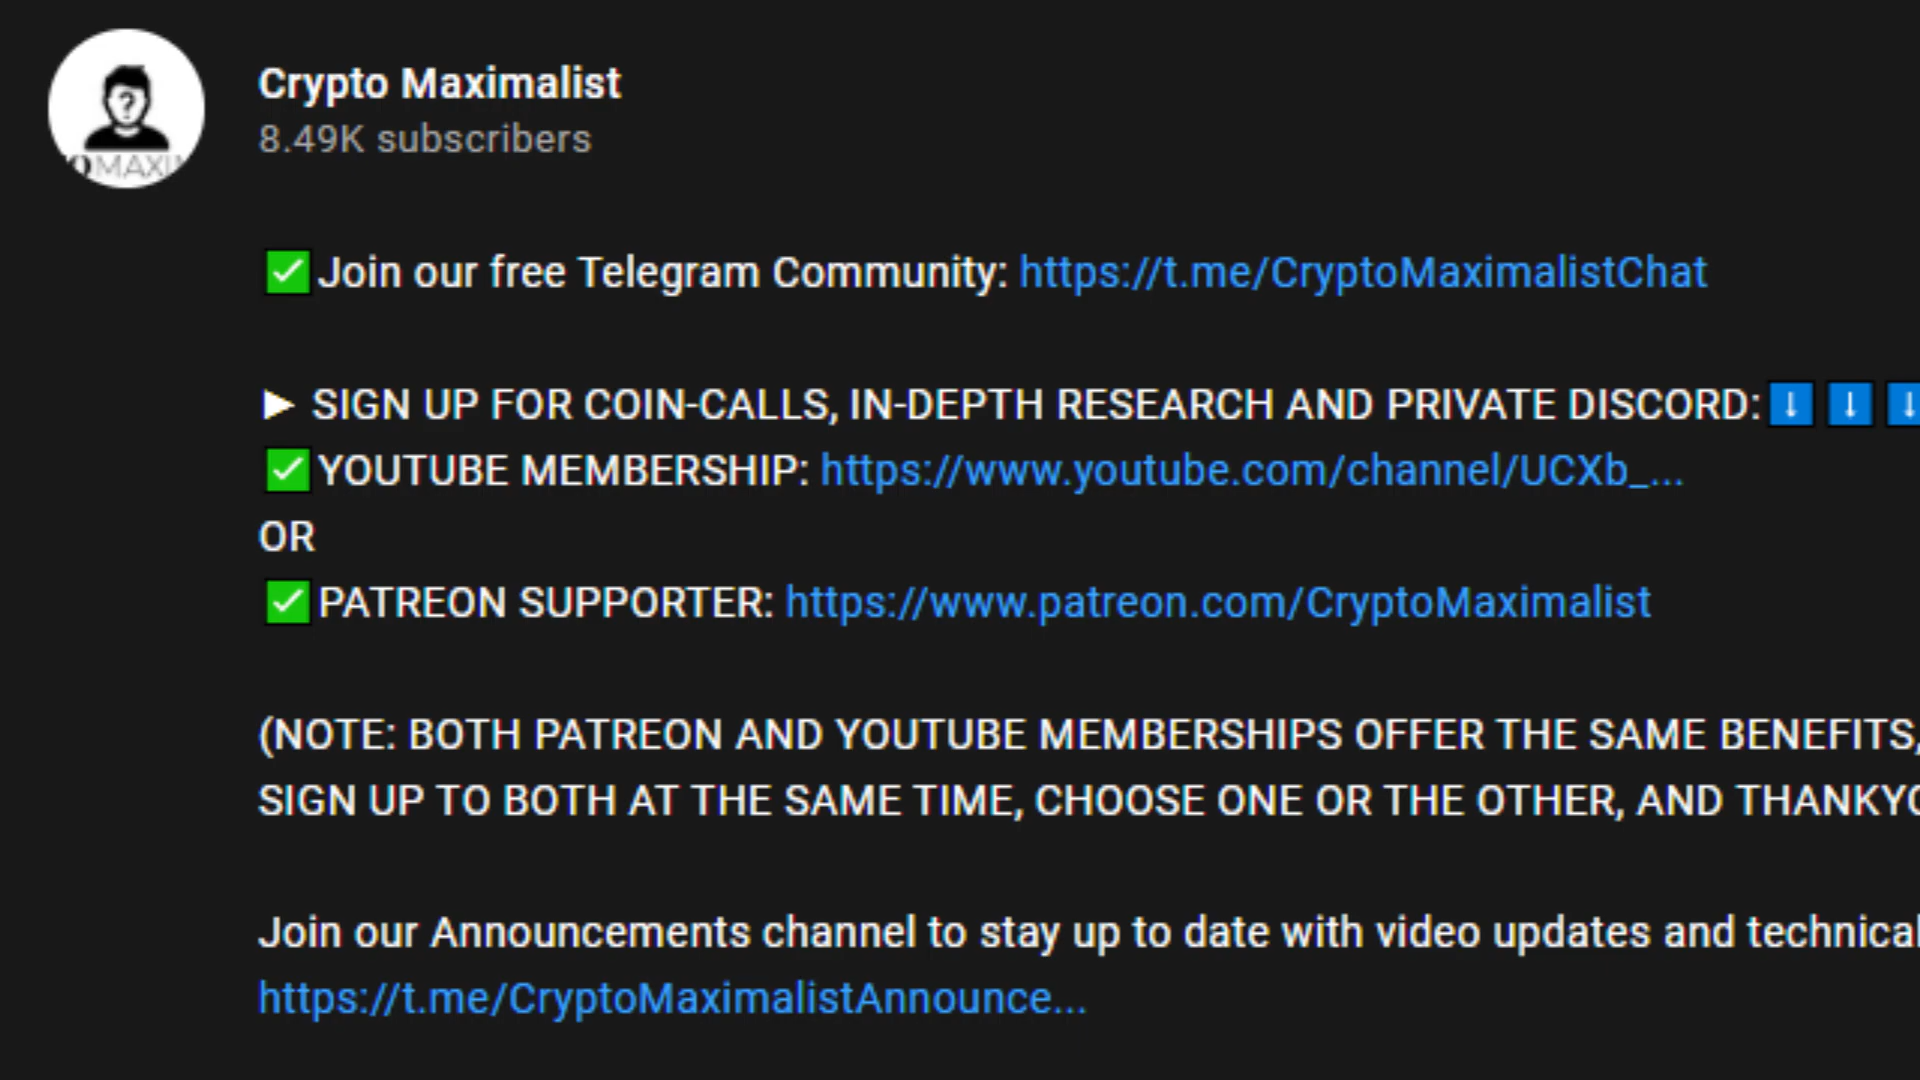 Crypto Maximalist
8.49K subscribers
?
OMAXI
✅Join our free Telegram Community: https://t.me/CryptoMaximalistChat
► SIGN UP FOR COIN-CALLS, IN-DEPTH RESEARCH AND PRIVATE DISCORD:⬇️⬇️⬇️
✅YOUTUBE MEMBERSHIP: https://www.youtube.com/channel/UCXb_...
OR
✅PATREON SUPPORTER: https://www.patreon.com/CryptoMaximalist
(NOTE: BOTH PATREON AND YOUTUBE MEMBERSHIPS OFFER THE SAME BENEFITS,
SIGN UP TO BOTH AT THE SAME TIME, CHOOSE ONE OR THE OTHER, AND THANKYO
Join our Announcements channel to stay up to date with video updates and technical
https://t.me/CryptoMaximalistAnnounce...